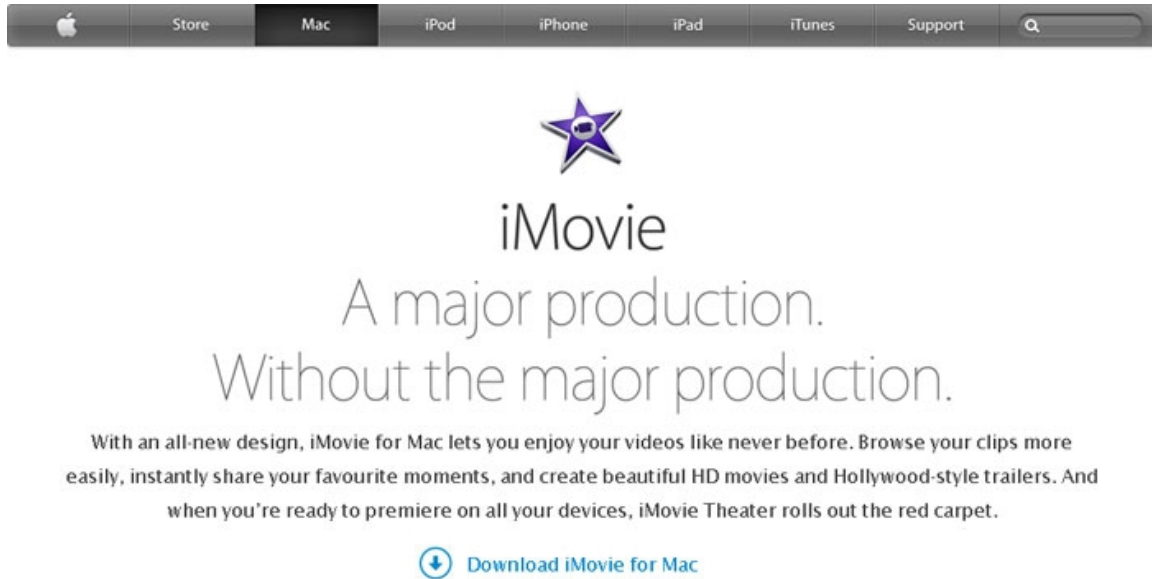 Store Mac iPod iPhone iPad iTunes Support
iMovie
A major production.
Without the major production.
With an all-new design, iMovie for Mac lets you enjoy your videos like never before. Browse your clips more
easily, instantly share your favourite moments, and create beautiful HD movies and Hollywood-style trailers. And
when you're ready to premiere on all your devices, iMovie Theater rolls out the red carpet.
Download iMovie for Mac